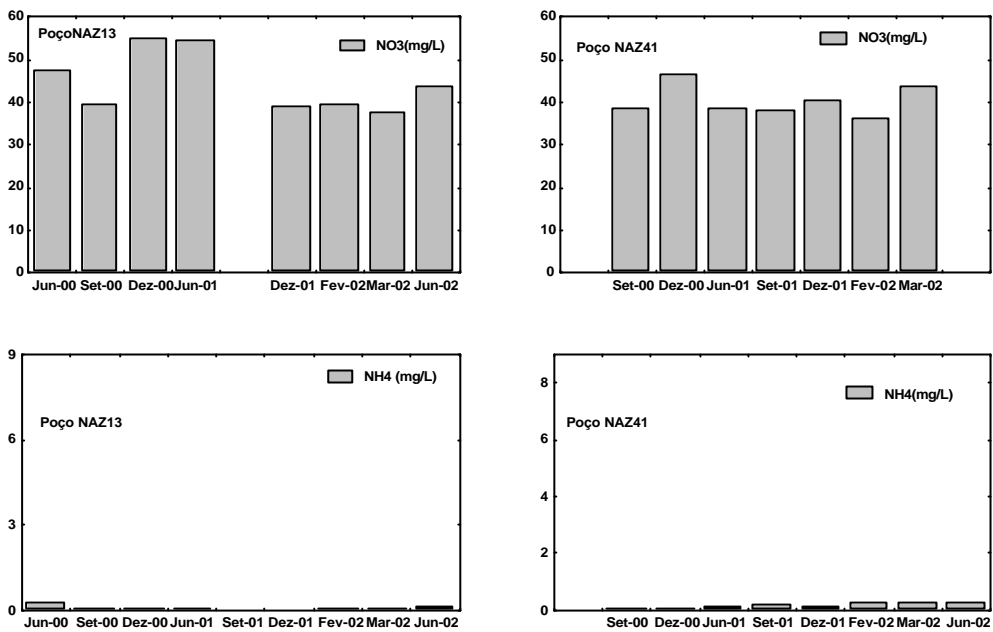 PoçoNAZ13
NO3(mg/L)
60
50
40
30
20
10
0
Jun-00 Set-00 Dez-00 Jun-01 Dez-01 Fev-02 Mar-02 Jun-02
Poço NAZ41
NO3(mg/L)
60
50
40
30
20
10
0
Set-00 Dez-00 Jun-01 Set-01 Dez-01 Fev-02 Mar-02
NH4 (mg/L)
Poço NAZ13
9
6
3
0
Jun-00 Set-00 Dez-00 Jun-01 Set-01 Dez-01 Fev-02 Mar-02 Jun-02
NH4(mg/L)
Poço NAZ41
8
6
4
2
0
Set-00 Dez-00 Jun-01 Set-01 Dez-01 Fev-02 Mar-02 Jun-02